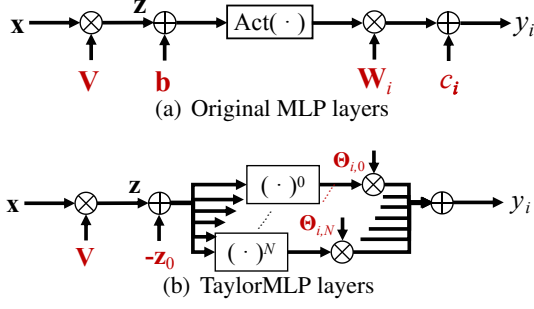 x z Act( · ) y_i
V b W_i c_i
(a) Original MLP layers
( · )^0 Θ_{i,0}
x z y_i
Θ_{i,N}
V -z_0 ( · )^N
(b) TaylorMLP layers